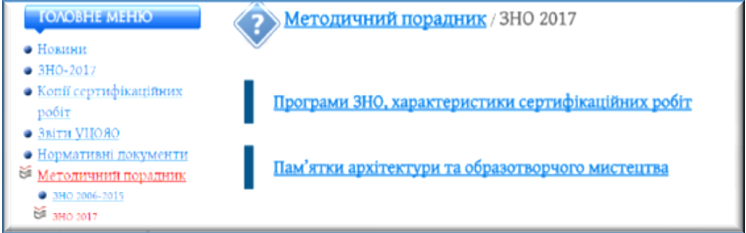 ГОЛОВНЕ МЕНЮ
Новини
ЗНО-2017
Копії сертифікаційних
робіт
Звіти УЦОЯО
Нормативні документи
Методичний порадник
ЗНО 2006-2015
ЗНО 2017
Методичний порадник / ЗНО 2017
Програми ЗНО, характеристики сертифікаційних робіт
Пам'ятки архітектури та образотворчого мистецтва